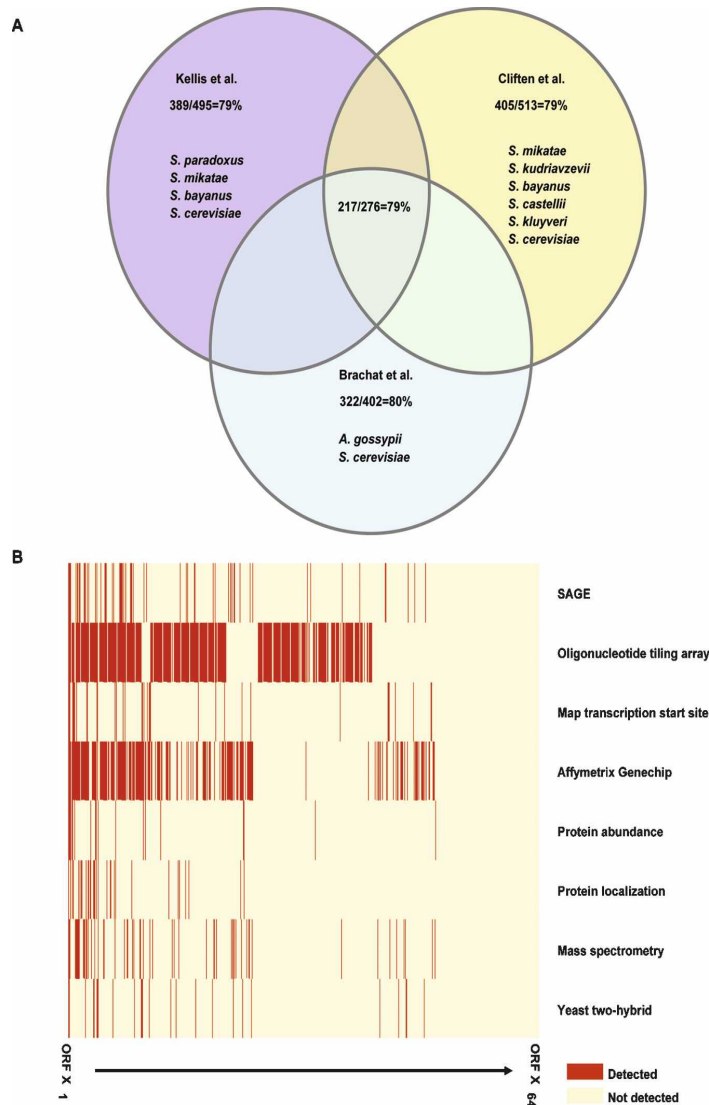 A
Kellis et al.
389/495=79%
S. paradoxus
S. mikatae
S. bayanus
S. cerevisiae
Cliften et al.
405/513=79%
S. mikatae
S. kudriavzevii
S. bayanus
S. castellii
S. kluyveri
S. cerevisiae
217/276=79%
Brachat et al.
322/402=80%
A. gossypii
S. cerevisiae
B
SAGE
Oligonucleotide tiling array
Map transcription start site
Affymetrix Genechip
Protein abundance
Protein localization
Mass spectrometry
Yeast two-hybrid
ORF X 1
ORF X
Detected
Not detected